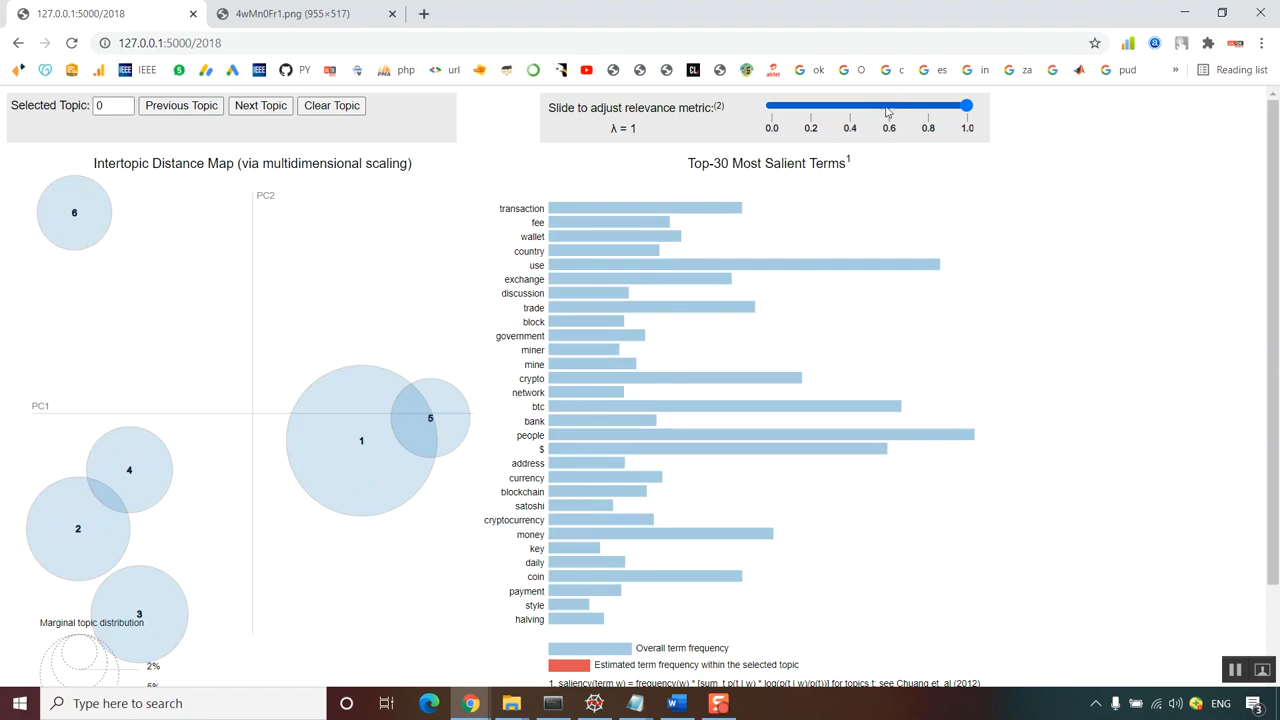 127.0.0.1:5000/2018
4wMn0Fr1.png (955×517)
127.0.0.1:5000/2018
IEEE
PY
php
url
ok
O
c
es
in
za
pud
»
Reading list
Selected Topic: 0 Previous Topic Next Topic Clear Topic
Slide to adjust relevance metric:(2)
λ = 1
0.0 0.2 0.4 0.6 0.8 1.0
Intertopic Distance Map (via multidimensional scaling)
PC2
PC1
6
1
5
4
2
3
Marginal topic distribution
2%
5%
Top-30 Most Salient Terms1
transaction
fee
wallet
country
use
exchange
discussion
trade
block
government
miner
mine
crypto
network
btc
bank
people
$
address
currency
blockchain
satoshi
cryptocurrency
money
key
daily
coin
payment
style
halving
Overall term frequency
Estimated term frequency within the selected topic
1. saliency(term w) = frequency(w) * [sum_t p(t | w) * log(p(t | w)/p(t))] for topics t; see Chuang et. al (2012)
Type here to search
ENG
3